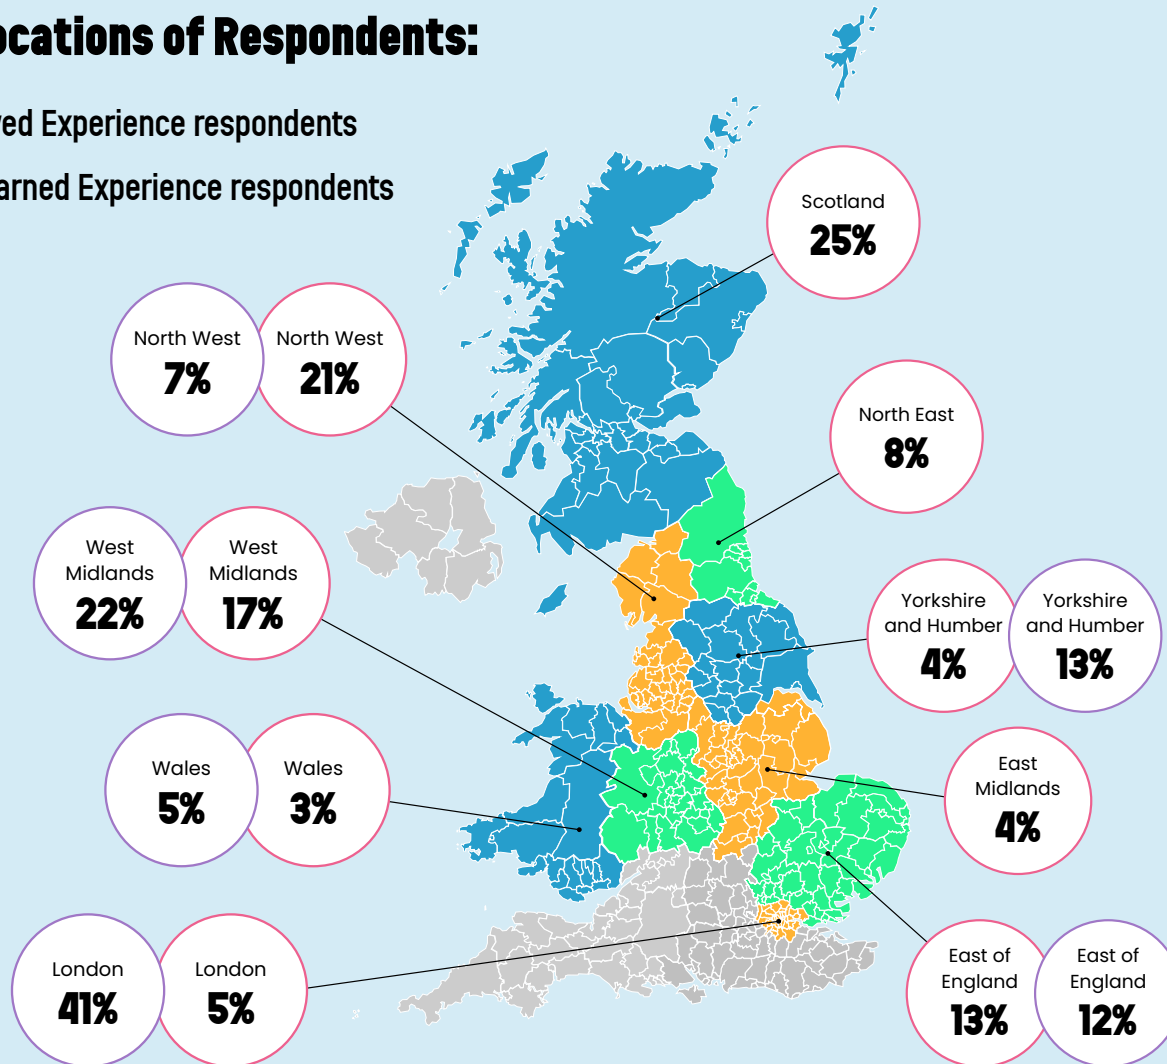 ocations of Respondents:
ved Experience respondents
arned Experience respondents
Scotland
25%
North West
7%
North West
21%
North East
8%
West
Midlands
22%
West
Midlands
17%
Yorkshire
and Humber
4%
Yorkshire
and Humber
13%
Wales
5%
Wales
3%
East
Midlands
4%
London
41%
London
5%
East of
England
13%
East of
England
12%